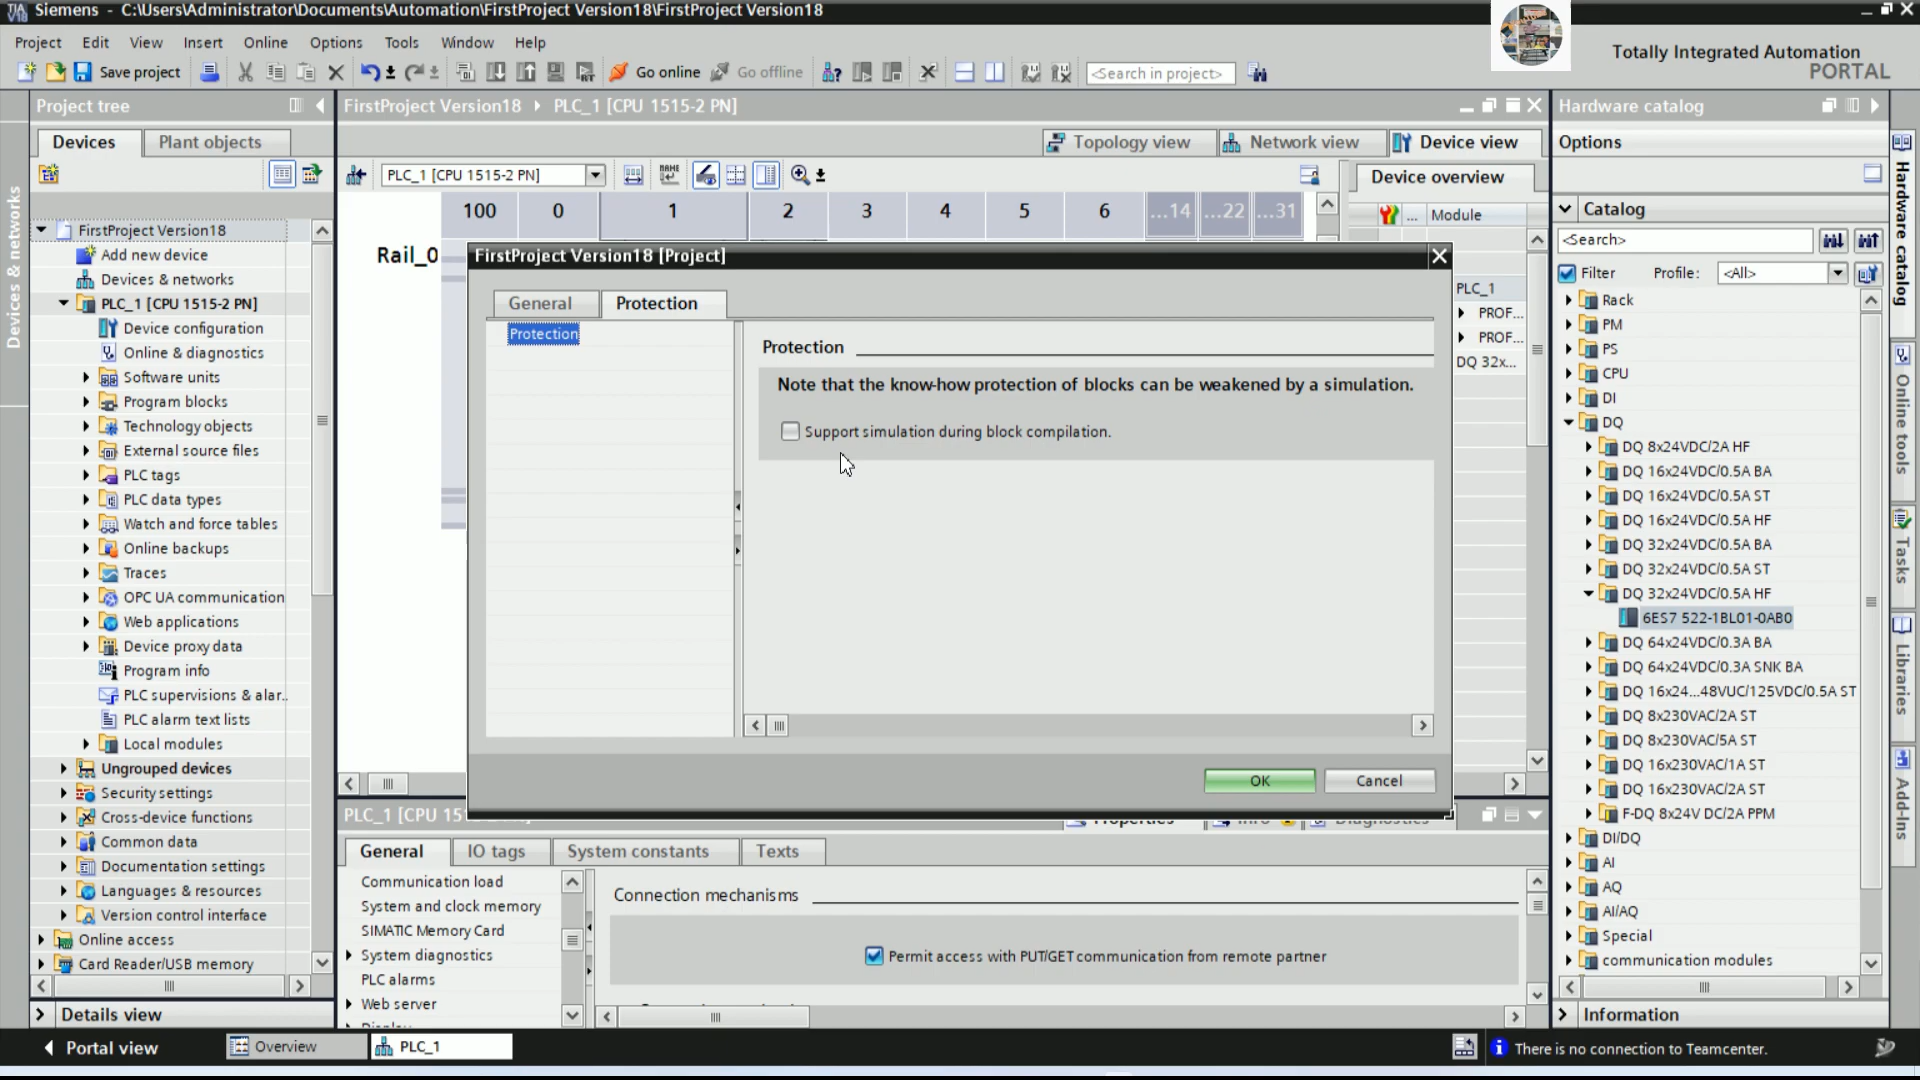 Siemens - C:\Users\Administrator\Documents\Automation\FirstProject Version18\FirstProject Version18
Project Edit View Insert Online Options Tools Window Help
Totally Integrated Automation
PORTAL
Save project
Go online
Go offline
<Search in project>
Project tree
FirstProject Version18 PLC_1 [CPU 1515-2 PN]
Hardware catalog
Devices
Plant objects
Topology view
Network view
Device view
Options
PLC_1 [CPU 1515-2 PN]
Device overview
100 0 1 2 3 4 5 6 ...14 ...22 ...31
... Module
Rail_0
Devices & networks
FirstProject Version18
Add new device
Devices & networks
PLC_1 [CPU 1515-2 PN]
Device configuration
Online & diagnostics
Software units
Program blocks
Technology objects
External source files
PLC tags
PLC data types
Watch and force tables
Online backups
Traces
OPC UA communication
Web applications
Device proxy data
Program info
PLC supervisions & alar..
PLC alarm text lists
Local modules
Ungrouped devices
Security settings
Cross-device functions
Common data
Documentation settings
Languages & resources
Version control interface
Online access
Card Reader/USB memory
Details view
FirstProject Version18 [Project]
General
Protection
Protection
Protection
Note that the know-how protection of blocks can be weakened by a simulation.
Support simulation during block compilation.
OK
Cancel
PLC_1
PROF...
PROF...
DQ 32x...
PLC_1 [CPU 15
Properties
Info
Diagnostics
General
IO tags
System constants
Texts
Communication load
System and clock memory
SIMATIC Memory Card
System diagnostics
PLC alarms
Web server
Display
Connection mechanisms
Permit access with PUT/GET communication from remote partner
Catalog
<Search>
Filter
Profile:
<All>
Rack
PM
PS
CPU
DI
DQ
DQ 8x24VDC/2A HF
DQ 16x24VDC/0.5A BA
DQ 16x24VDC/0.5A ST
DQ 16x24VDC/0.5A HF
DQ 32x24VDC/0.5A BA
DQ 32x24VDC/0.5A ST
DQ 32x24VDC/0.5A HF
6ES7 522-1BL01-0AB0
DQ 64x24VDC/0.3A BA
DQ 64x24VDC/0.3A SNK BA
DQ 16x24...48VUC/125VDC/0.5A ST
DQ 8x230VAC/2A ST
DQ 8x230VAC/5A ST
DQ 16x230VAC/1A ST
DQ 16x230VAC/2A ST
F-DQ 8x24V DC/2A PPM
DI/DQ
AI
AQ
AI/AQ
Special
communication modules
Information
Hardware catalog
Online tools
Tasks
Libraries
Add-Ins
Portal view
Overview
PLC_1
There is no connection to Teamcenter.